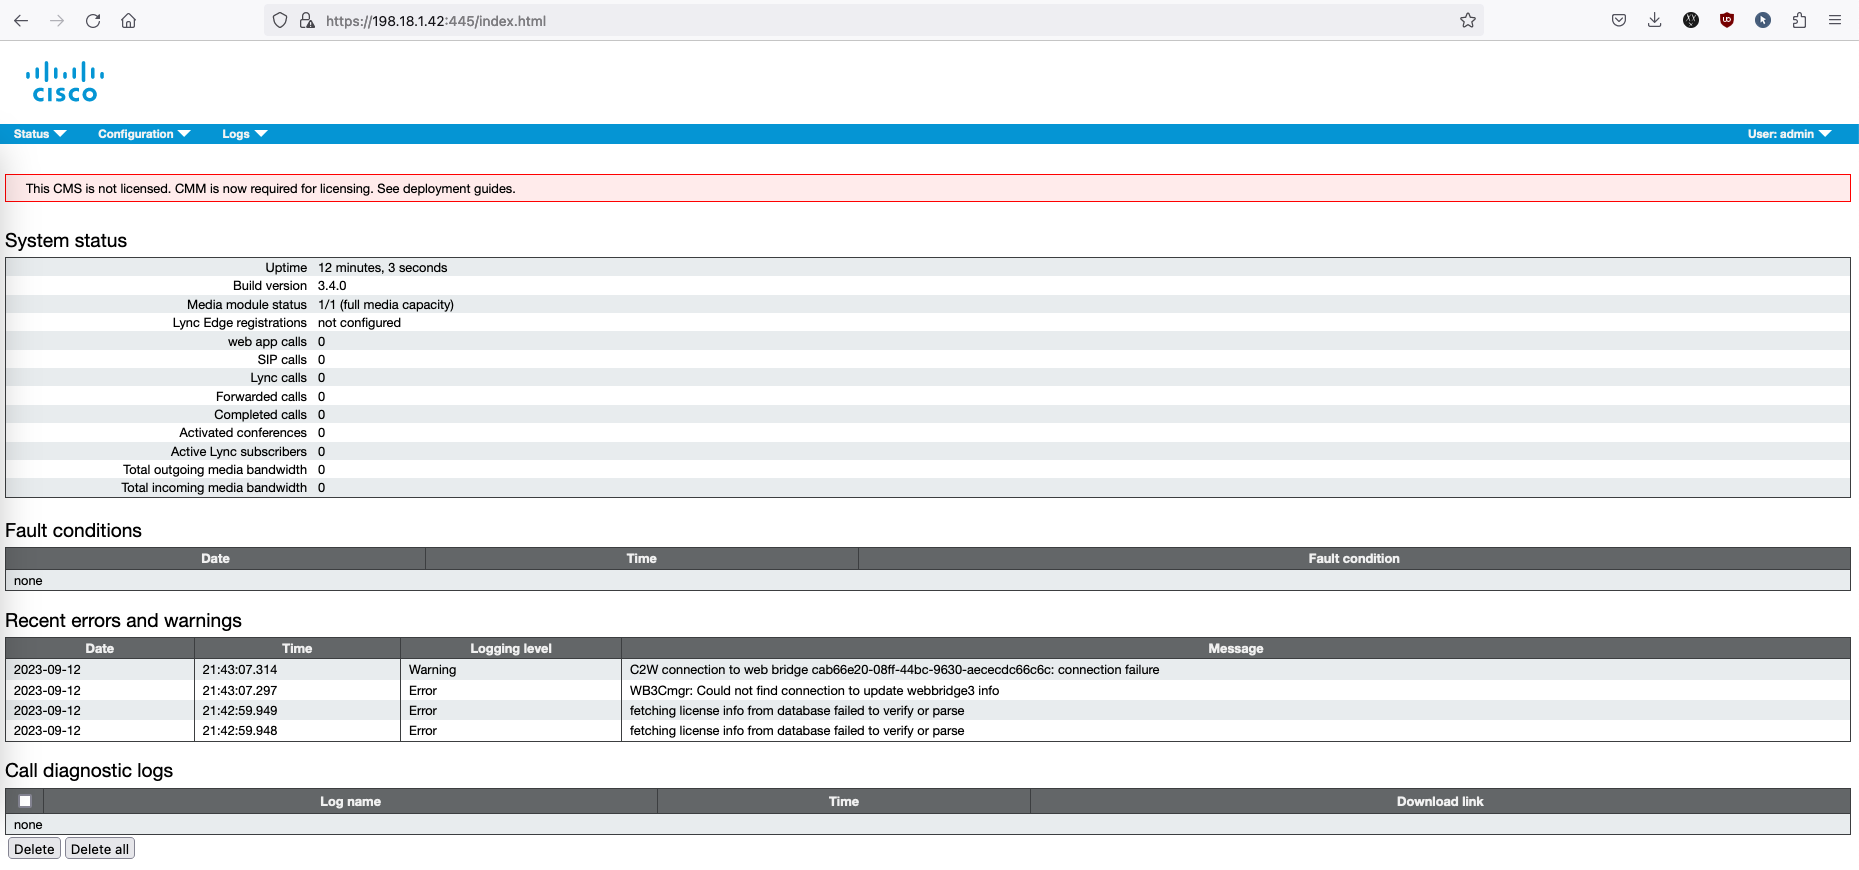 https://198.18.1.42:445/index.html
CISCO
Status Configuration Logs User: admin
This CMS is not licensed. CMM is now required for licensing. See deployment guides.
System status
Uptime 12 minutes, 3 seconds
Build version 3.4.0
Media module status 1/1 (full media capacity)
Lync Edge registrations not configured
web app calls 0
SIP calls 0
Lync calls 0
Forwarded calls 0
Completed calls 0
Activated conferences 0
Active Lync subscribers 0
Total outgoing media bandwidth 0
Total incoming media bandwidth 0
Fault conditions
Date Time Fault condition
none
Recent errors and warnings
Date Time Logging level Message
2023-09-12 21:43:07.314 Warning C2W connection to web bridge cab66e20-08ff-44bc-9630-aececdc66c6c: connection failure
2023-09-12 21:43:07.297 Error WB3Cmgr: Could not find connection to update webbridge3 info
2023-09-12 21:42:59.949 Error fetching license info from database failed to verify or parse
2023-09-12 21:42:59.948 Error fetching license info from database failed to verify or parse
Call diagnostic logs
Log name Time Download link
none
Delete Delete all